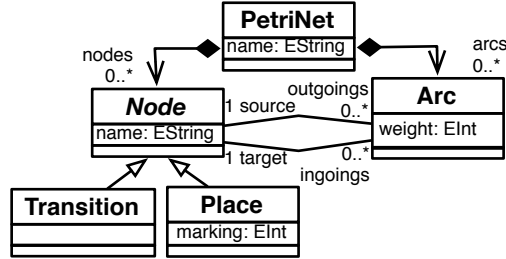 PetriNet
name: EString
nodes
0..*
arcs
0..*
Node
name: EString
1 source
outgoings
0..*
1 target
0..*
ingoings
Arc
weight: EInt
Transition
Place
marking: EInt